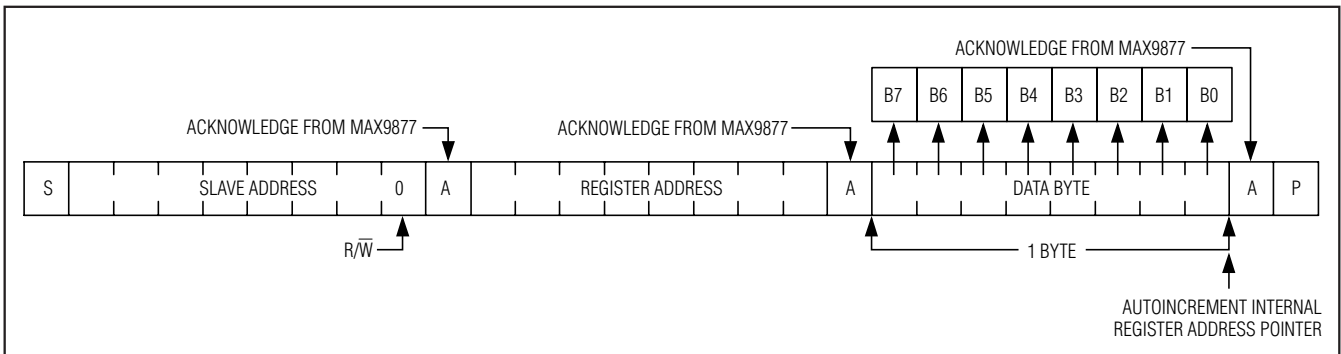 ACKNOWLEDGE FROM MAX9877
B7 B6 B5 B4 B3 B2 B1 B0
ACKNOWLEDGE FROM MAX9877
ACKNOWLEDGE FROM MAX9877
S SLAVE ADDRESS 0 A REGISTER ADDRESS A DATA BYTE A P
R/W̅
1 BYTE
AUTOINCREMENT INTERNAL
REGISTER ADDRESS POINTER